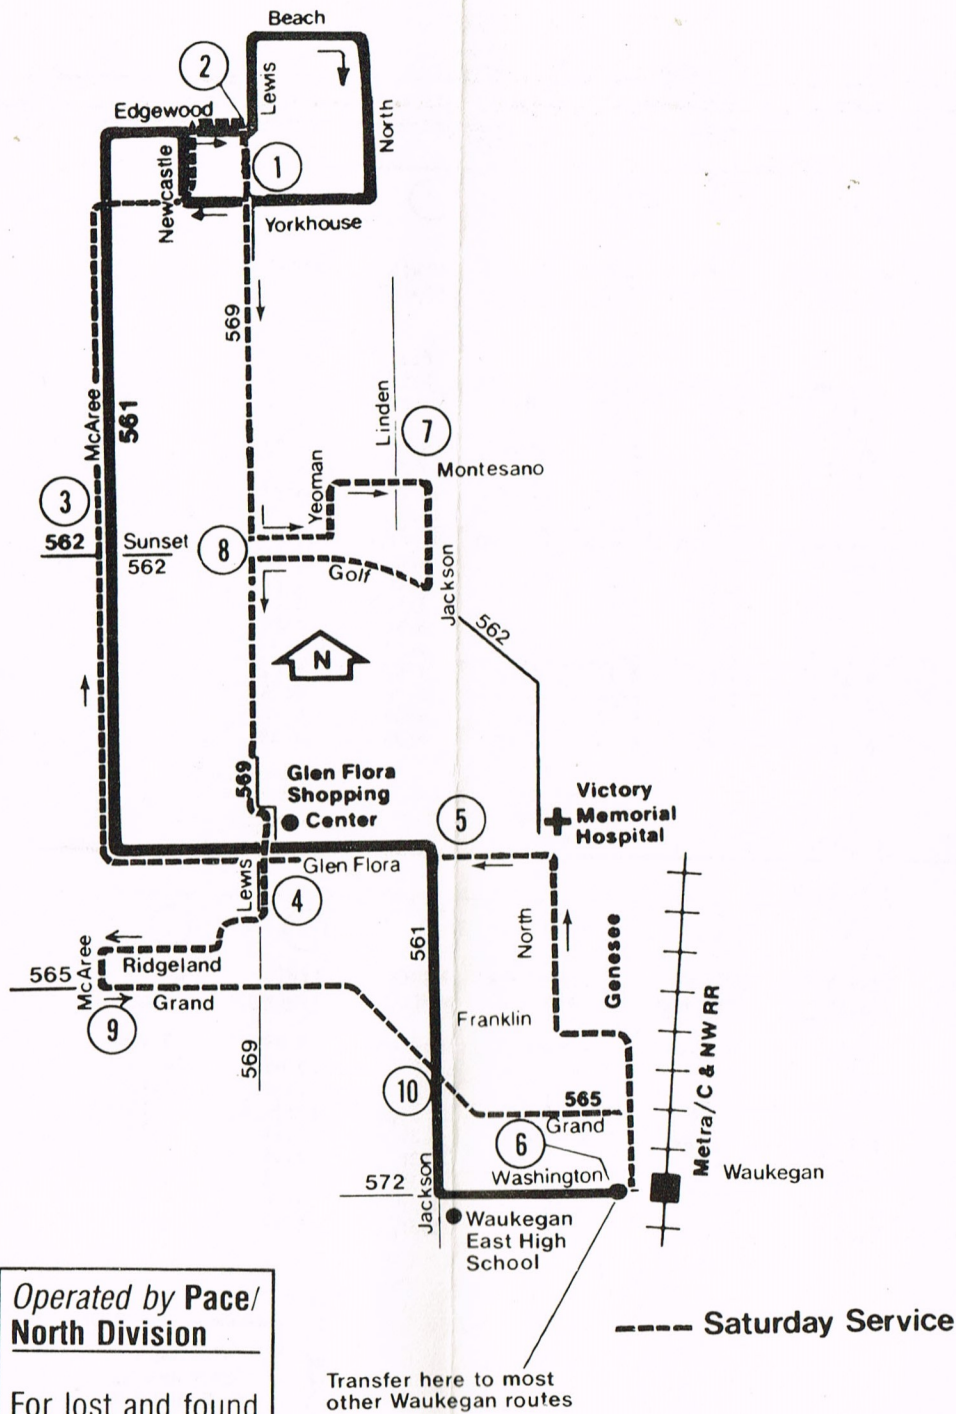 Beach
2
Lewis
Edgewood
North
1
Newcastle
Yorkhouse
569
McAree
561
Linden
7
Montesano
Yeoman
3
562
Sunset
562
8
Golf
Jackson
562
N
569
Glen Flora
Shopping
Center
5
Victory
Memorial
Hospital
Glen Flora
Lewis
4
561
North
Genesee
McAree
Ridgeland
565
Grand
9
Franklin
569
10
565
Grand
6
Metra/C & NW RR
Washington
Waukegan
572
Jackson
Waukegan
East High
School
Operated by Pace/
North Division
Saturday Service
For lost and found
Transfer here to most
other Waukegan routes